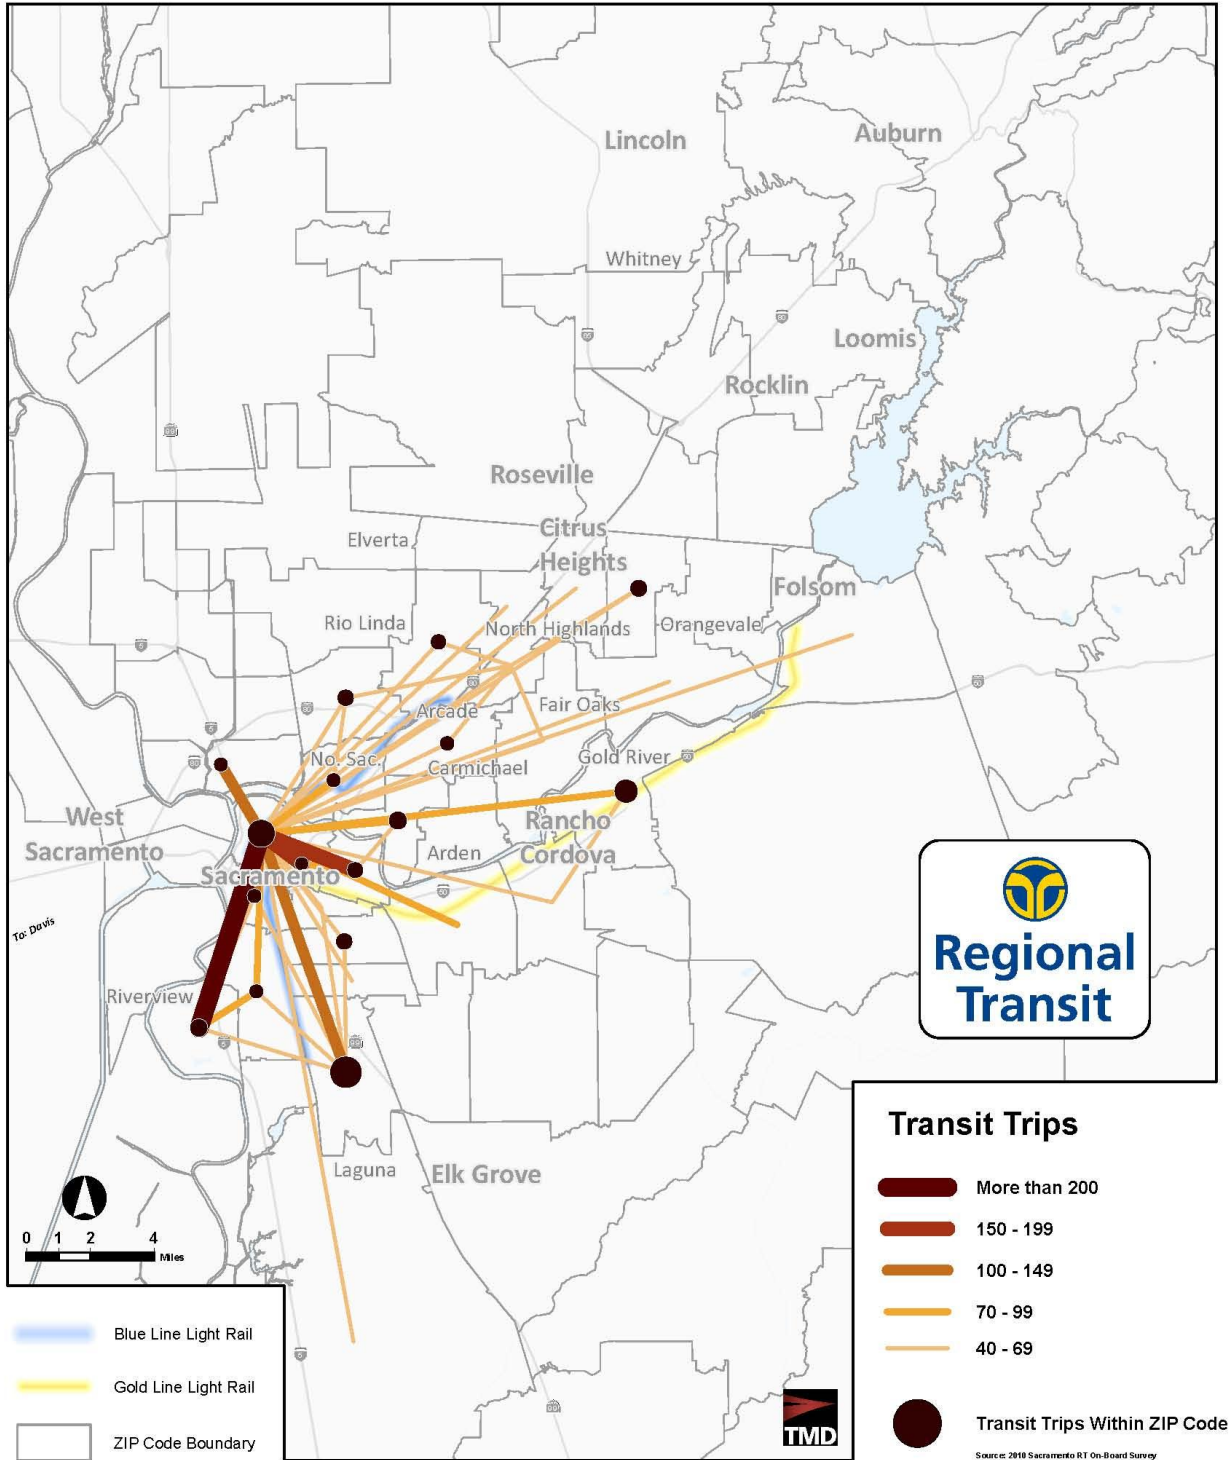 Lincoln
Auburn
Whitney
Loomis
Rocklin
Roseville
Citrus
Heights
Elverta
Folsom
Rio Linda
North Highlands
Orangevale
Arcade
Fair Oaks
No. Sac.
Carmichael
Gold River
West
Sacramento
Rancho
Cordova
Arden
Sacramento
To: Davis
Riverview
Regional
Transit
Laguna
Elk Grove
0 1 2 4
Miles
Transit Trips
More than 200
150 - 199
100 - 149
70 - 99
40 - 69
Transit Trips Within ZIP Code
Source: 2010 Sacramento RT On-Board Survey
Blue Line Light Rail
Gold Line Light Rail
ZIP Code Boundary
TMD